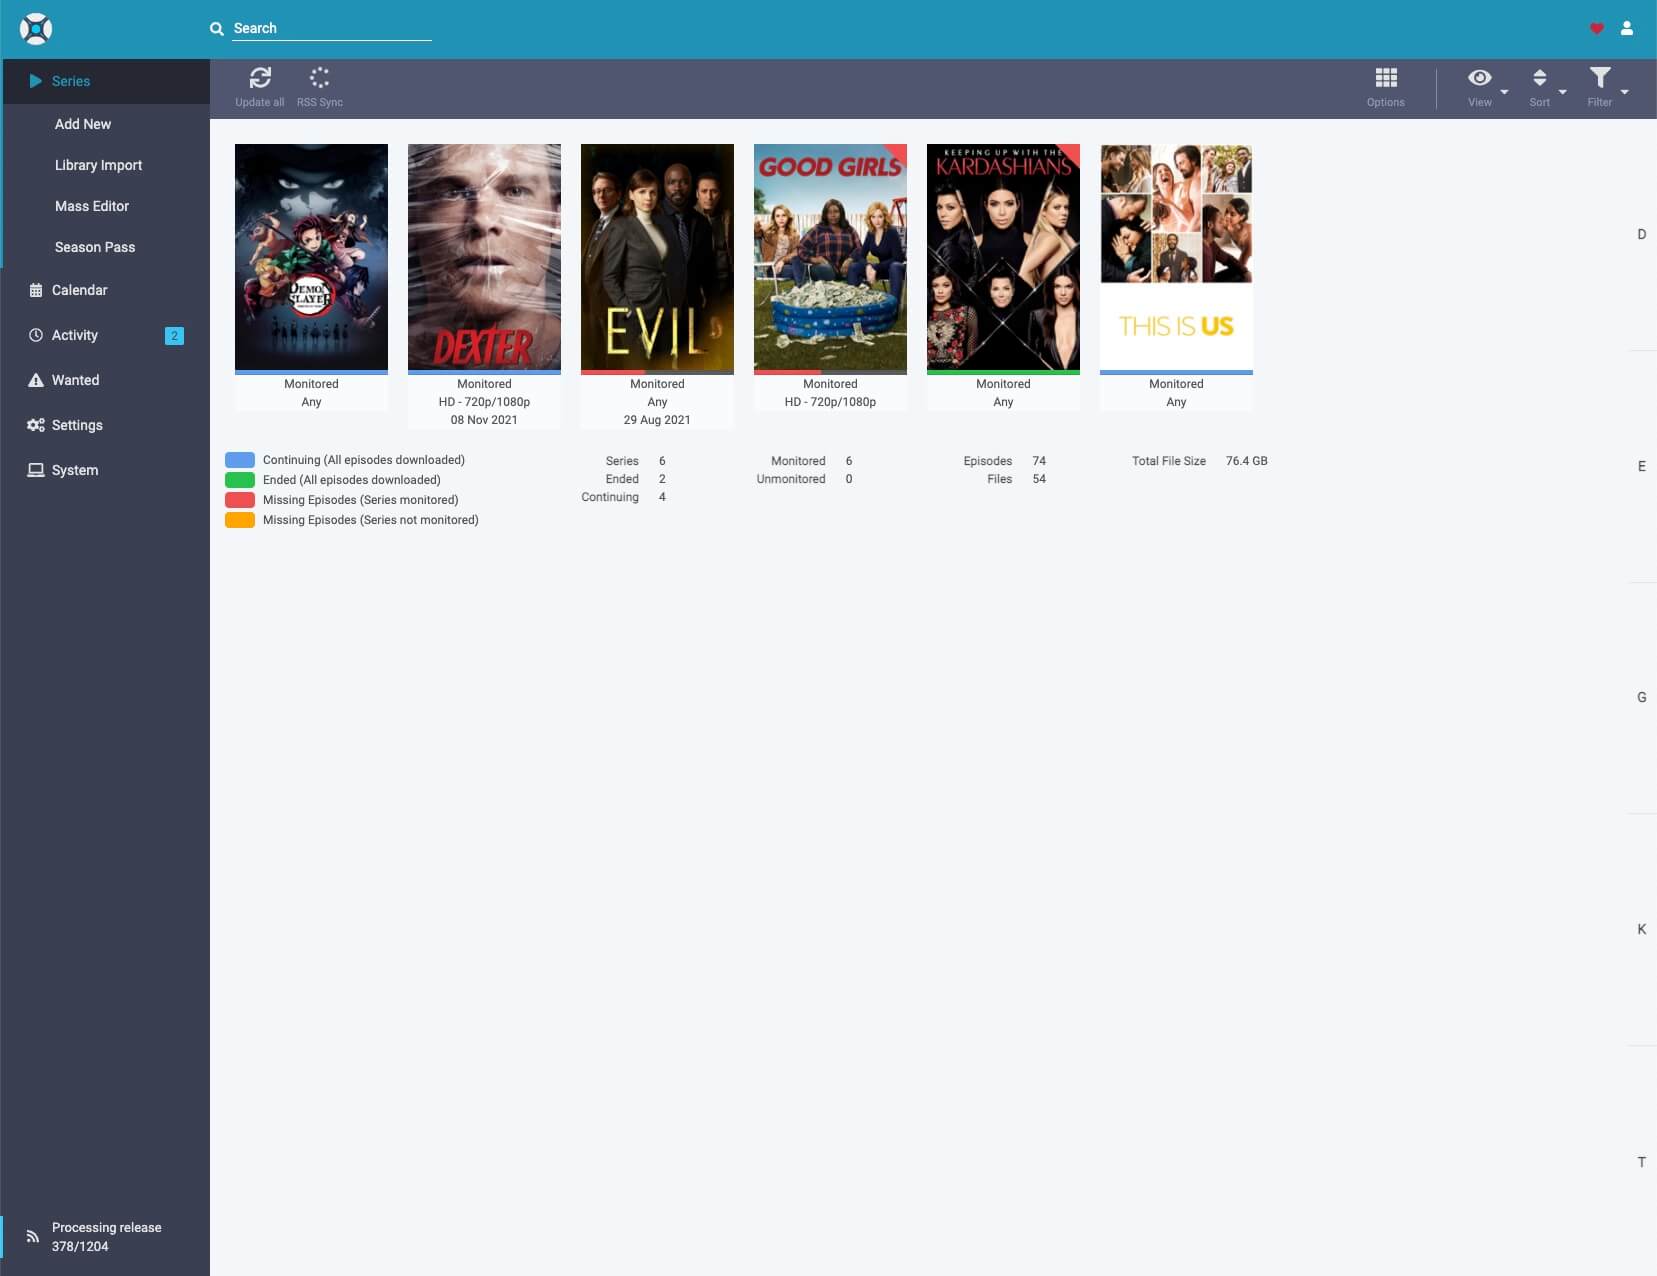 Search
Series
Add New
Library Import
Mass Editor
Season Pass
Calendar
Activity 2
Wanted
Settings
System
Processing release
378/1204
Update all RSS Sync
Options View Sort Filter
DEMON
SLAYER
Monitored
Any
DEXTER
Monitored
HD - 720p/1080p
08 Nov 2021
EVIL
Monitored
Any
29 Aug 2021
GOOD GIRLS
Monitored
HD - 720p/1080p
KEEPING UP WITH THE
KARDASHIANS
Monitored
Any
THIS IS US
Monitored
Any
Continuing (All episodes downloaded)
Ended (All episodes downloaded)
Missing Episodes (Series monitored)
Missing Episodes (Series not monitored)
Series 6
Ended 2
Continuing 4
Monitored 6
Unmonitored 0
Episodes 74
Files 54
Total File Size 76.4 GB
D
E
G
K
T